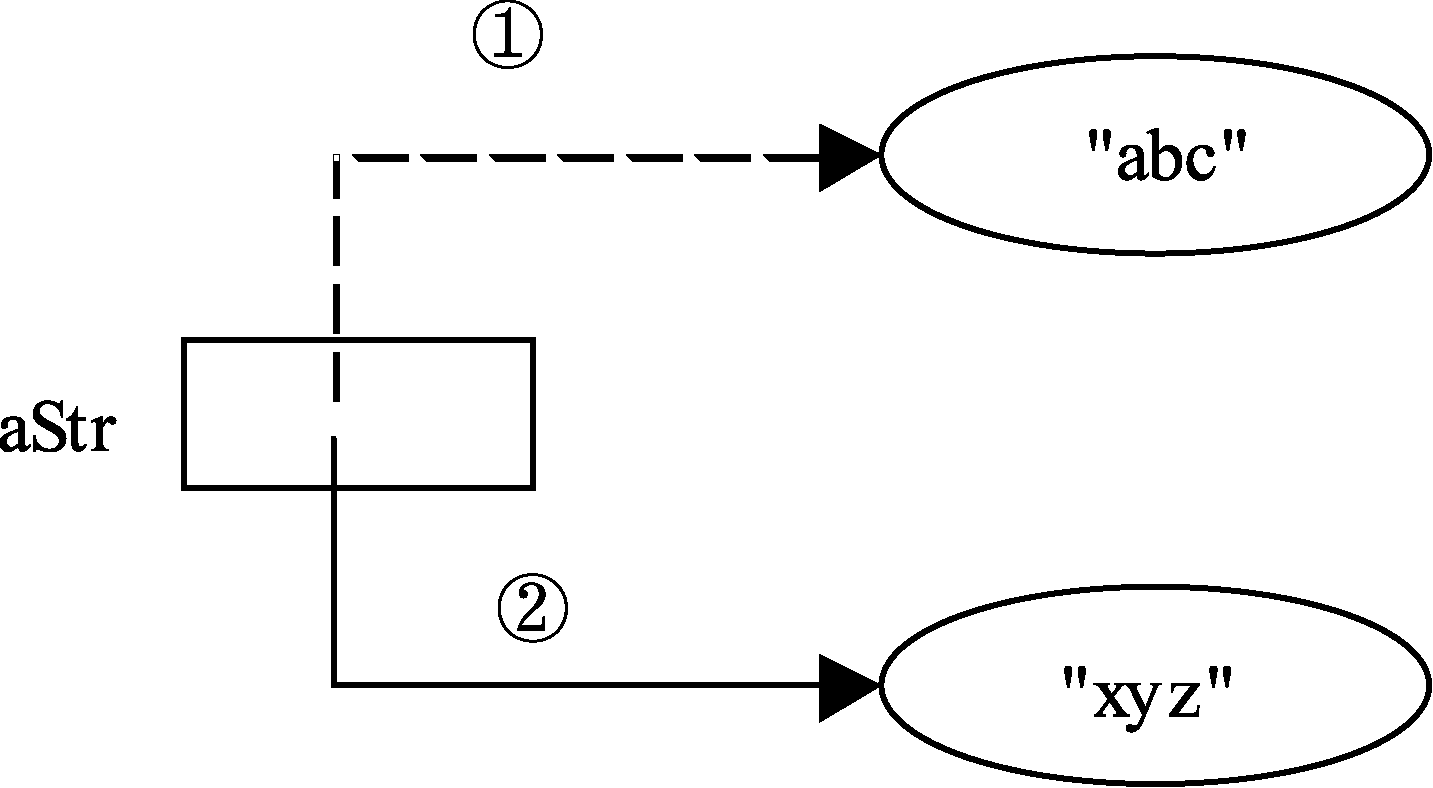 ①
"abc"
aStr
②
"xyz"